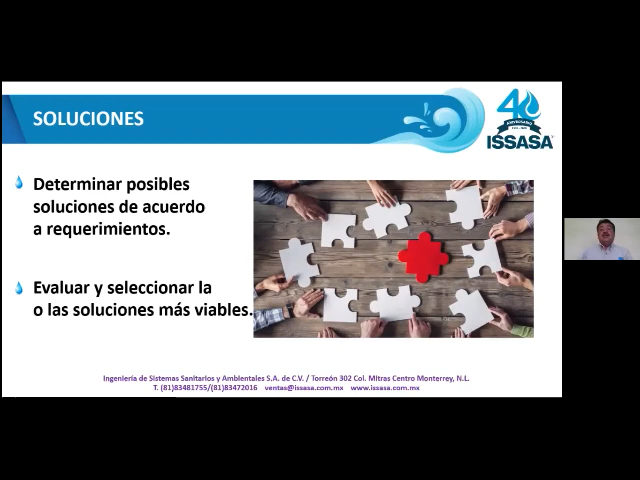 SOLUCIONES
40
ANIVERSARIO
ISSASA
Determinar posibles
soluciones de acuerdo
a requerimientos.
Evaluar y seleccionar la
o las soluciones más viables.
Ingeniería de Sistemas Sanitarios y Ambientales S.A. de C.V. / Torreón 302 Col. Mitras Centro Monterrey, N.L.
T. (81)83481755/(81)83472016 ventas@issasa.com.mx www.issasa.com.mx